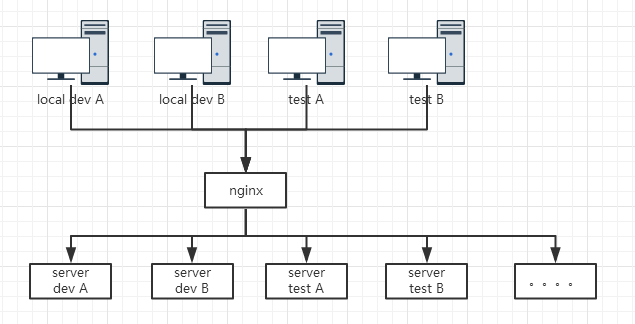 local dev A
local dev B
test A
test B
nginx
server
dev A
server
dev B
server
test A
server
test B
。。。。